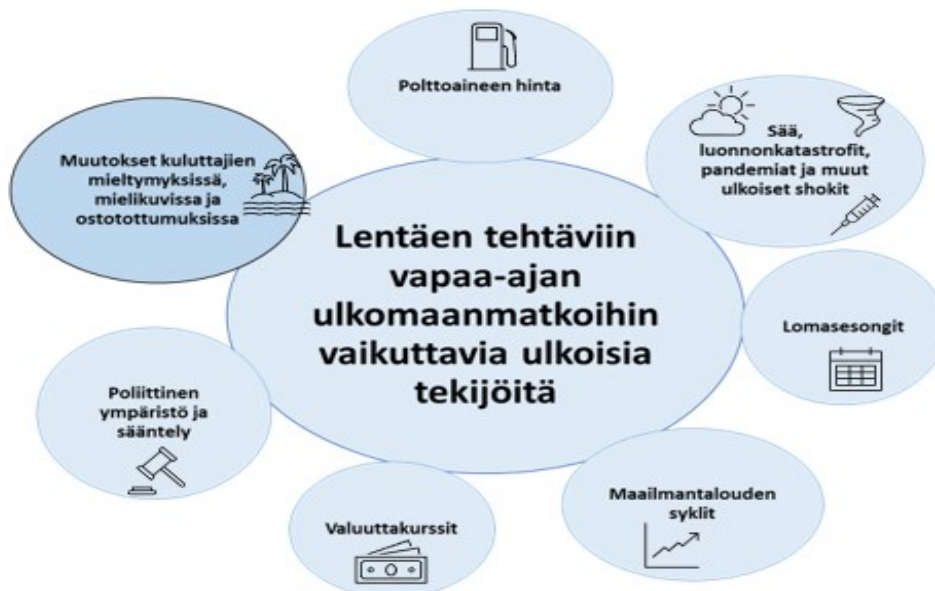 Polttoaineen hinta
Muutokset kuluttajien
mieltymyksissä,
mielikuvissa ja
ostotottumuksissa
Sää,
luonnonkatastrofit,
pandemiat ja muut
ulkoiset shokit
Lentäen tehtäviin
vapaa-ajan
ulkomaanmatkoihin
vaikuttavia ulkoisia
tekijöitä
Lomasesongit
Poliittinen
ympäristö ja
sääntely
Valuuttakurssit
Maailmantalouden
syklit